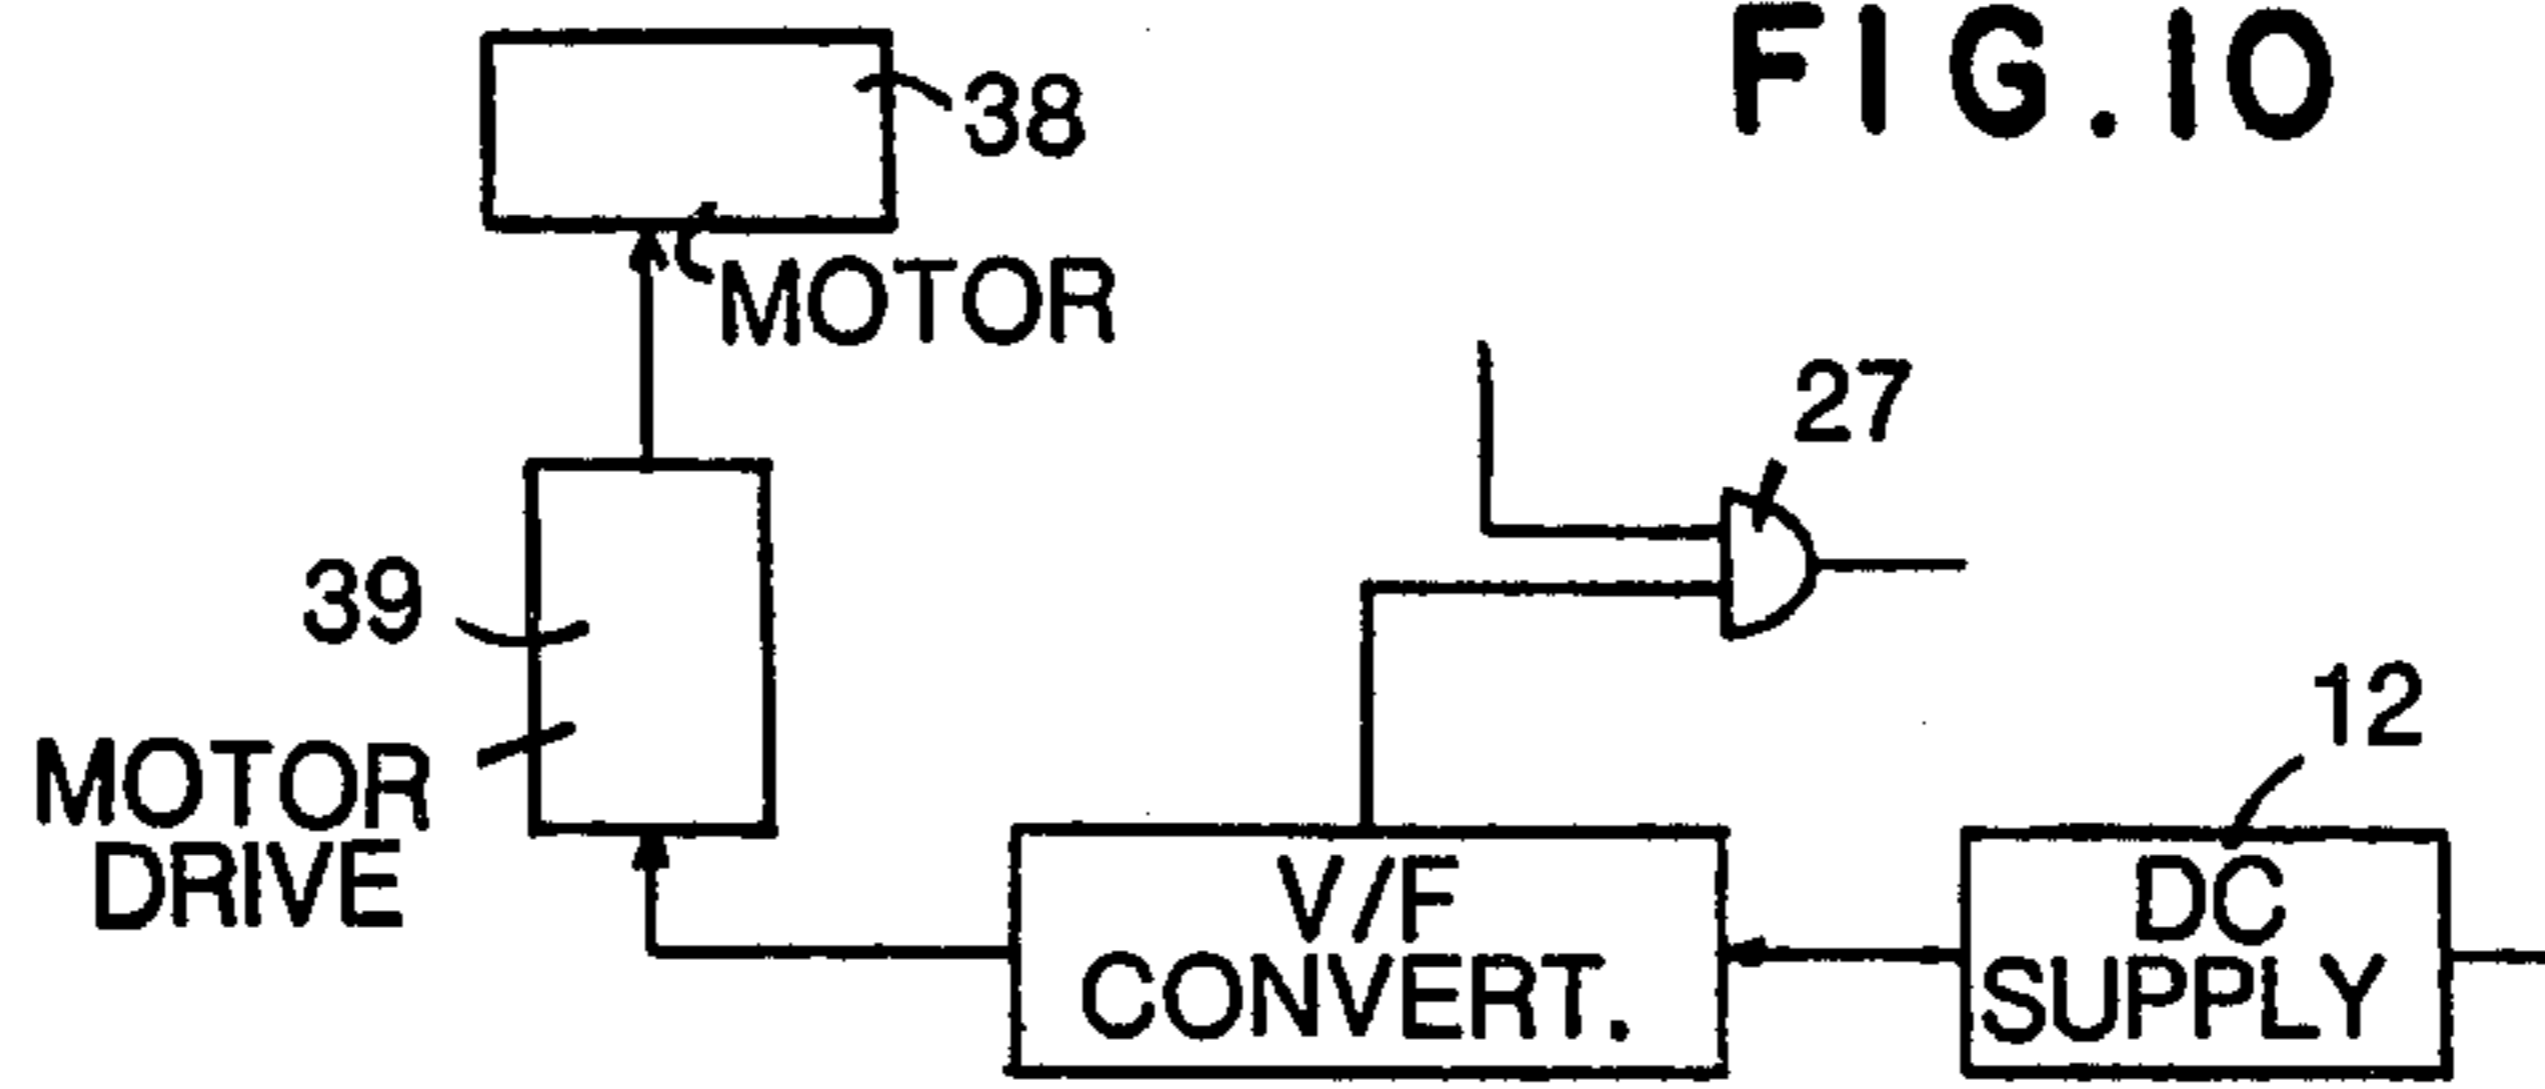 FIG.10
38
MOTOR
27
39
12
MOTOR
DRIVE
V/F
CONVERT.
DC
SUPPLY